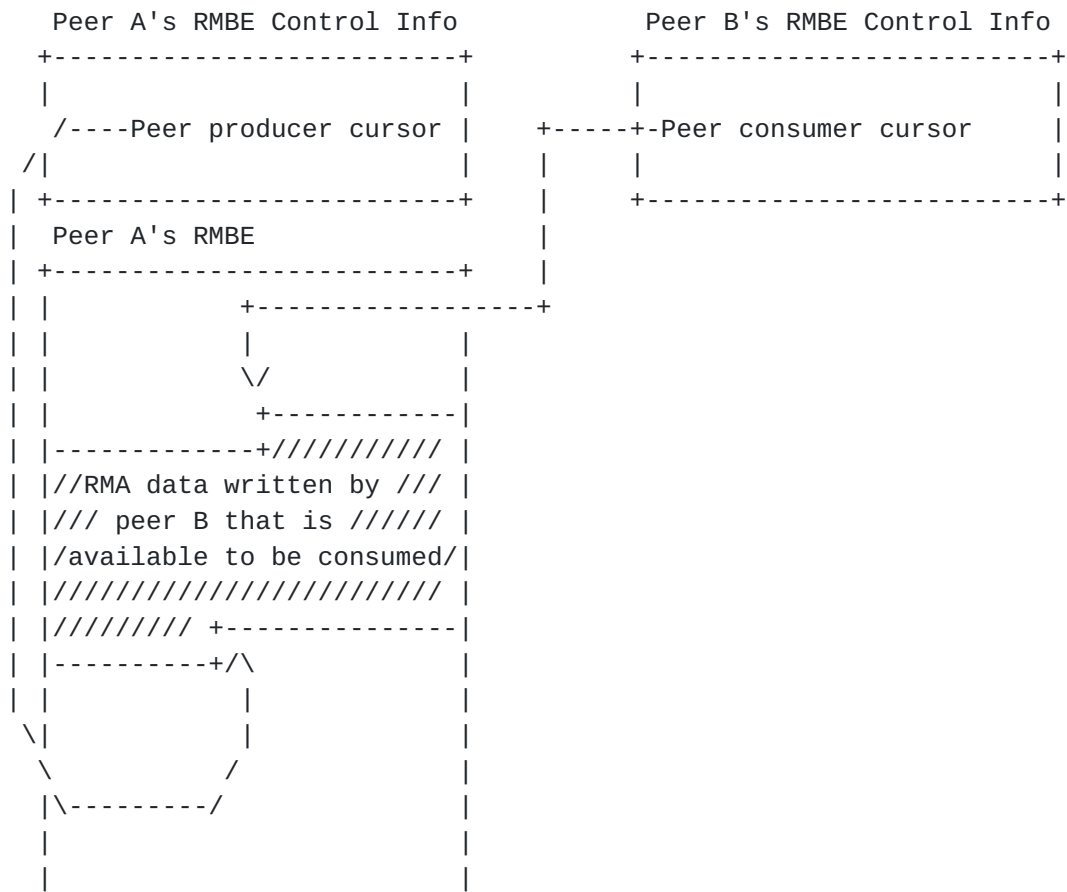 Peer A's RMBE Control Info          Peer B's RMBE Control Info
/----Peer producer cursor |    +-----+-Peer consumer cursor
Peer A's RMBE
//RMA data written by ///
/// peer B that is //////
/available to be consumed/